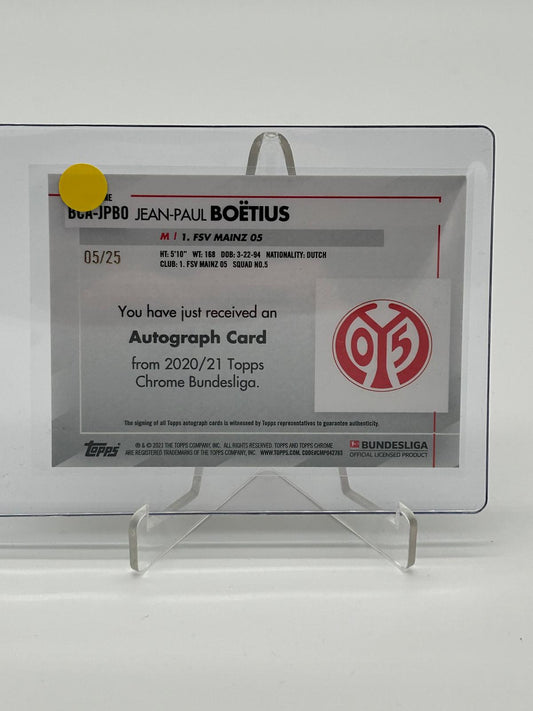 BCA-JPBO JEAN-PAUL BOËTIUS
M / 1. FSV MAINZ 05
05/25
HT: 5'10" WT: 168 DOB: 3-22-94 NATIONALITY: DUTCH
CLUB: 1. FSV MAINZ 05 SQUAD NO.5
You have just received an
Autograph Card
from 2020/21 Topps
Chrome Bundesliga.
05
The signing of all Topps autograph cards is witnessed by Topps representatives to guarantee authenticity.
Topps
® & © 2021 THE TOPPS COMPANY, INC. ALL RIGHTS RESERVED. TOPPS AND TOPPS CHROME
ARE REGISTERED TRADEMARKS OF THE TOPPS COMPANY, INC. WWW.TOPPS.COM. CODE#CMP042783
BUNDESLIGA
OFFICIAL LICENSED PRODUCT